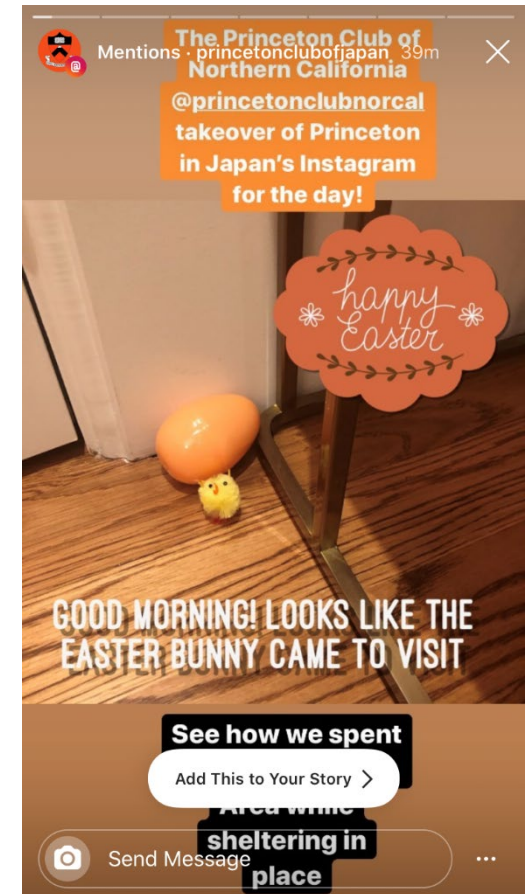 The Princeton Club of
Mentions · princetonclubofjapan 39m
Northern California
@princetonclubnorcal
takeover of Princeton
in Japan's Instagram
for the day!
happy
Easter
GOOD MORNING! LOOKS LIKE THE
EASTER BUNNY CAME TO VISIT
See how we spent
Add This to Your Story
Area while
sheltering in
Send Message
place